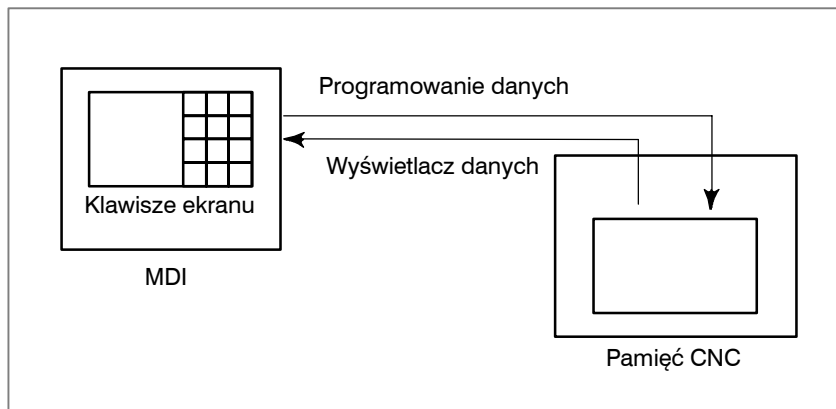 Programowanie danych
Wyświetlacz danych
Klawisze ekranu
MDI
Pamięć CNC